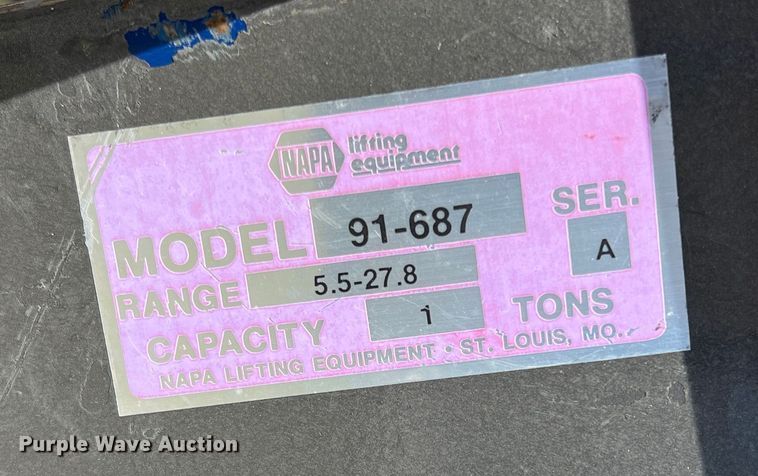 NAPA lifting
equipment
MODEL 91-687 SER.
RANGE 5.5-27.8 A
CAPACITY 1 TONS
NAPA LIFTING EQUIPMENT • ST. LOUIS, MO.
Purple Wave Auction